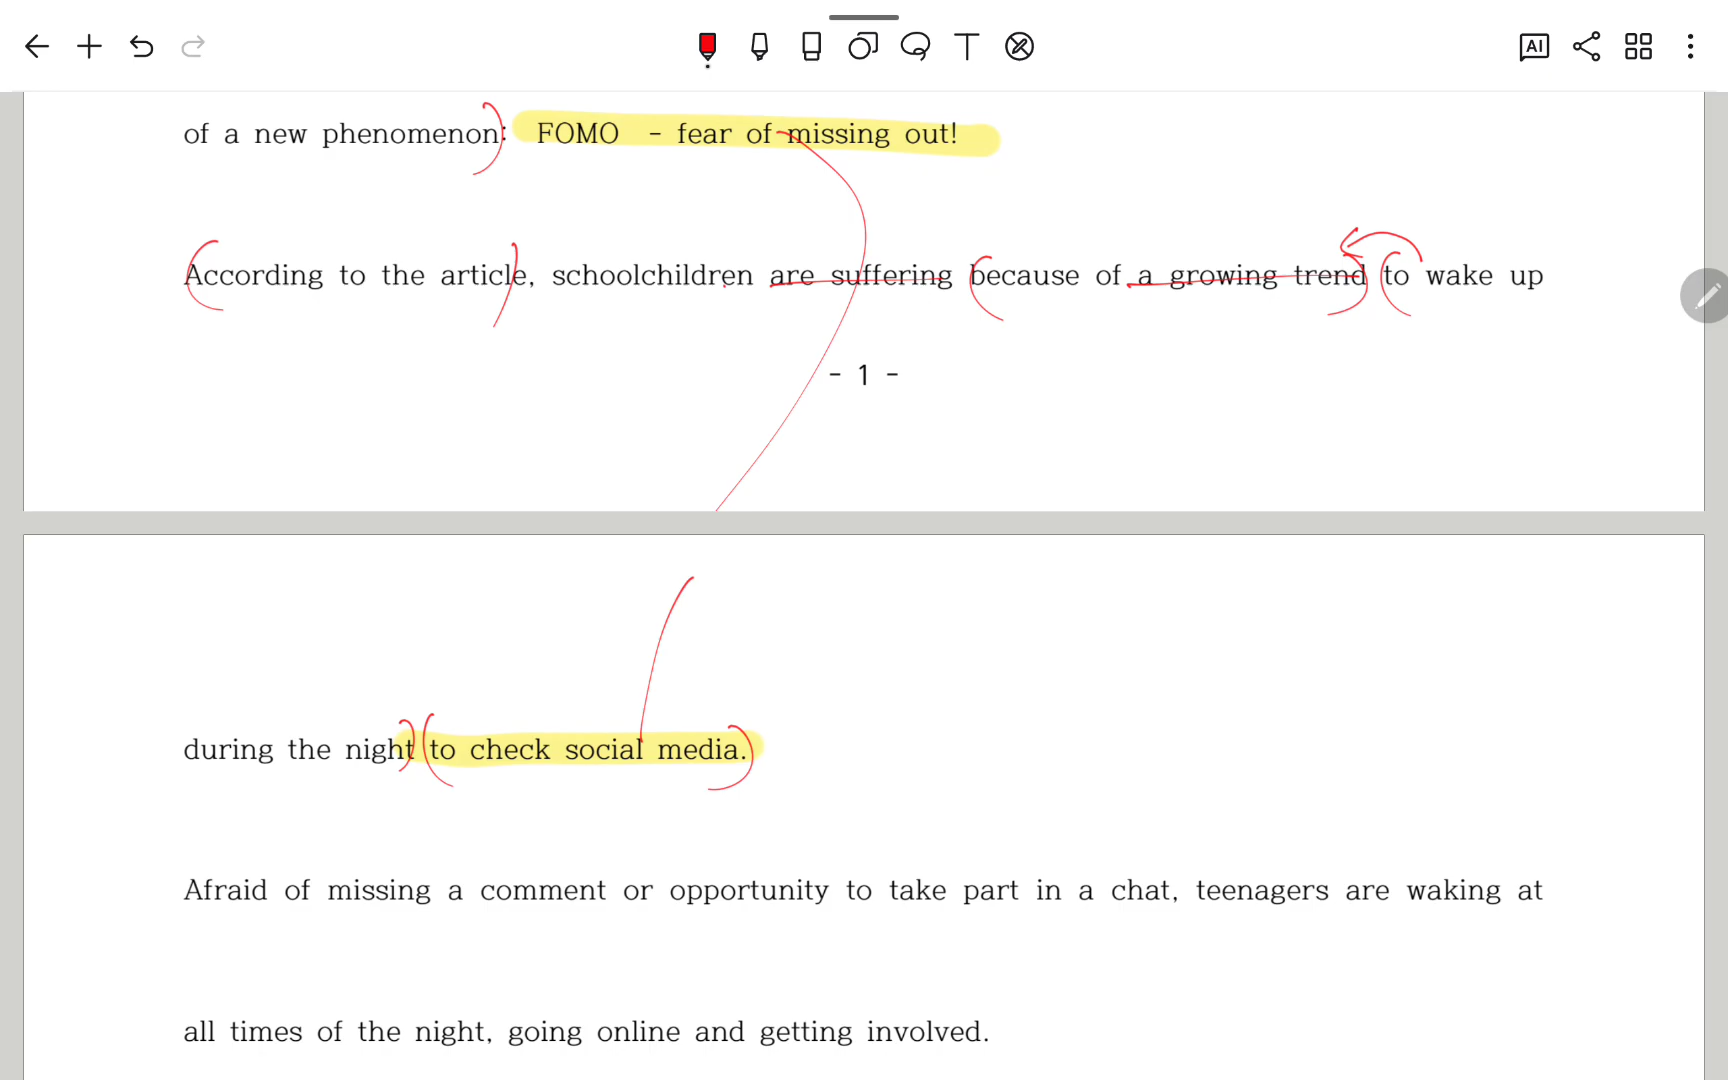 AI
of a new phenomenon: FOMO - fear of missing out!
According to the article, schoolchildren are suffering because of a growing trend to wake up
- 1 -
during the night to check social media.
Afraid of missing a comment or opportunity to take part in a chat, teenagers are waking at
all times of the night, going online and getting involved.